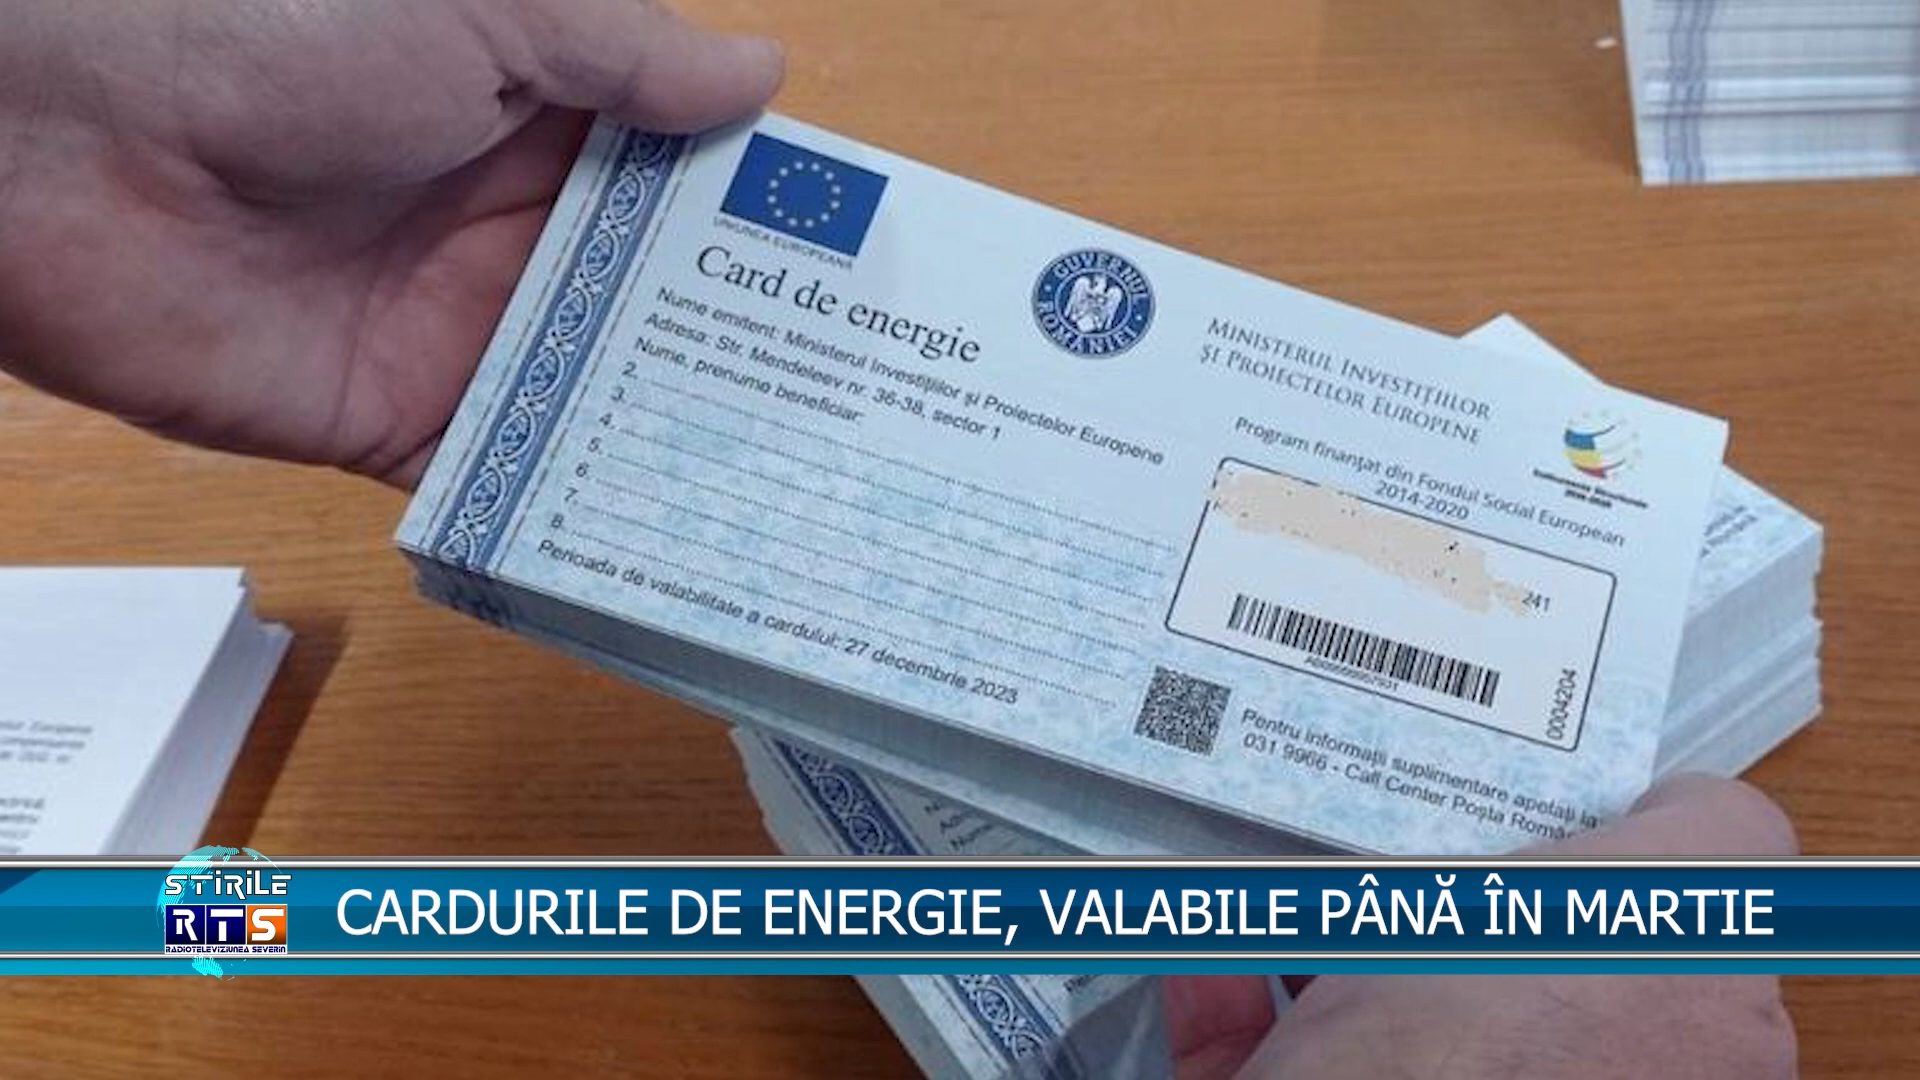 UNIUNEA EUROPEANĂ
Card de energie
Nume emitent: Ministerul Investițiilor și Proiectelor Europene
Adresa: Str. Mendeleev nr. 36-38, sector 1
Nume, prenume beneficiar:
2.
3.
4.
5.
6.
7.
8.
Perioada de valabilitate a cardului: 27 decembrie 2023
GUVERNUL ROMÂNIEI
MINISTERUL INVESTIȚIILOR
ȘI PROIECTELOR EUROPENE
Program finanțat din Fondul Social European
2014-2020
241
0004204
Pentru informații suplimentare apelați la
031 9966 - Call Center Poșta Româ
ȘTIRILE
RTS
RADIOTELEVIZIUNEA SEVERIN
CARDURILE DE ENERGIE, VALABILE PÂNĂ ÎN MARTIE